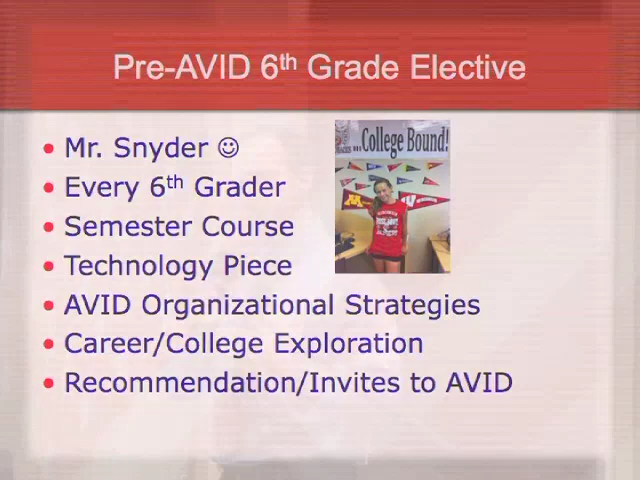 Pre-AVID 6th Grade Elective
Mr. Snyder ☺
Every 6th Grader
Semester Course
Technology Piece
AVID Organizational Strategies
Career/College Exploration
Recommendation/Invites to AVID
...College Bound!